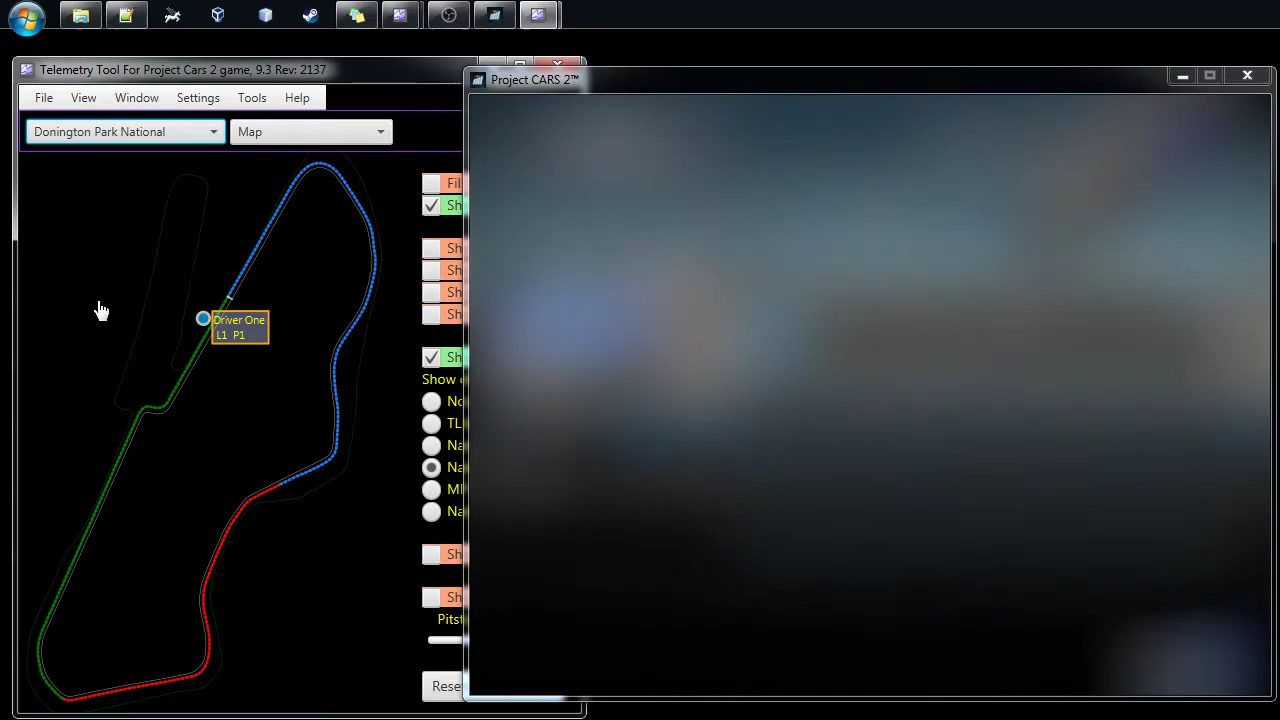 Telemetry Tool For Project Cars 2 game, 9.3 Rev: 2137
Project CARS 2™
File View Window Settings Tools Help
Donington Park National
Map
Fil
Sh
Sh
Sh
Sh
Sh
Driver One
L1 P1
Sh
Show
No
TL
Na
Na
Na
Sh
Sh
Pitst
Rese